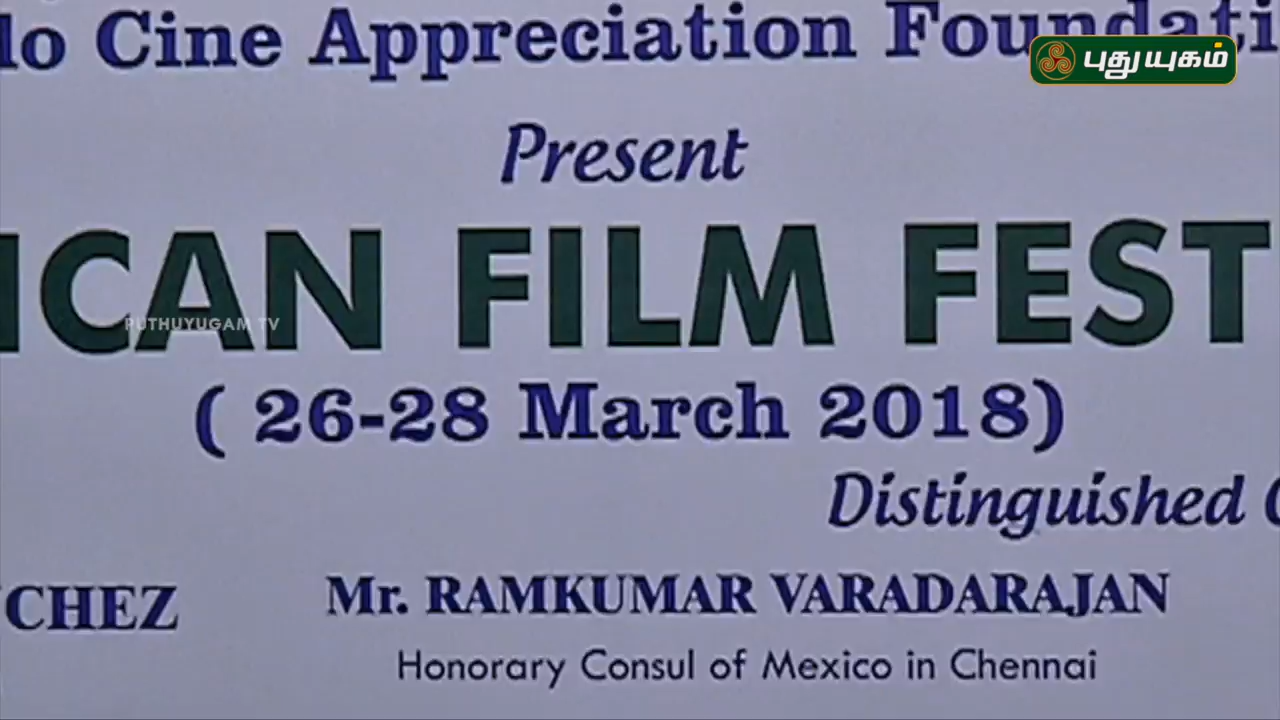 lo Cine Appreciation Foundati
புதுயுகம்
Present
ICAN FILM FEST
PUTHUYUGAM TV
( 26-28 March 2018)
Distinguished
CHEZ
Mr. RAMKUMAR VARADARAJAN
Honorary Consul of Mexico in Chennai